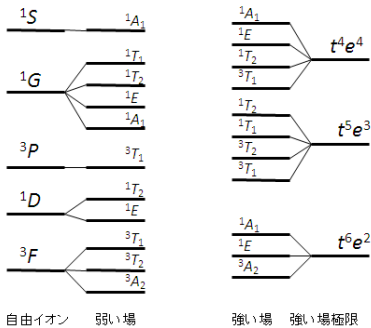 ¹S ¹A₁
¹G ¹T₁
¹T₂
¹E
¹A₁
³P ³T₁
¹D ¹T₂
¹E
³F ³T₁
³T₂
³A₂
自由イオン 弱い場
¹A₁
¹E t⁴e⁴
¹T₂
³T₁
¹T₂
¹T₁ t⁵e³
³T₂
³T₁
¹A₁
¹E t⁶e²
³A₂
強い場 強い場極限